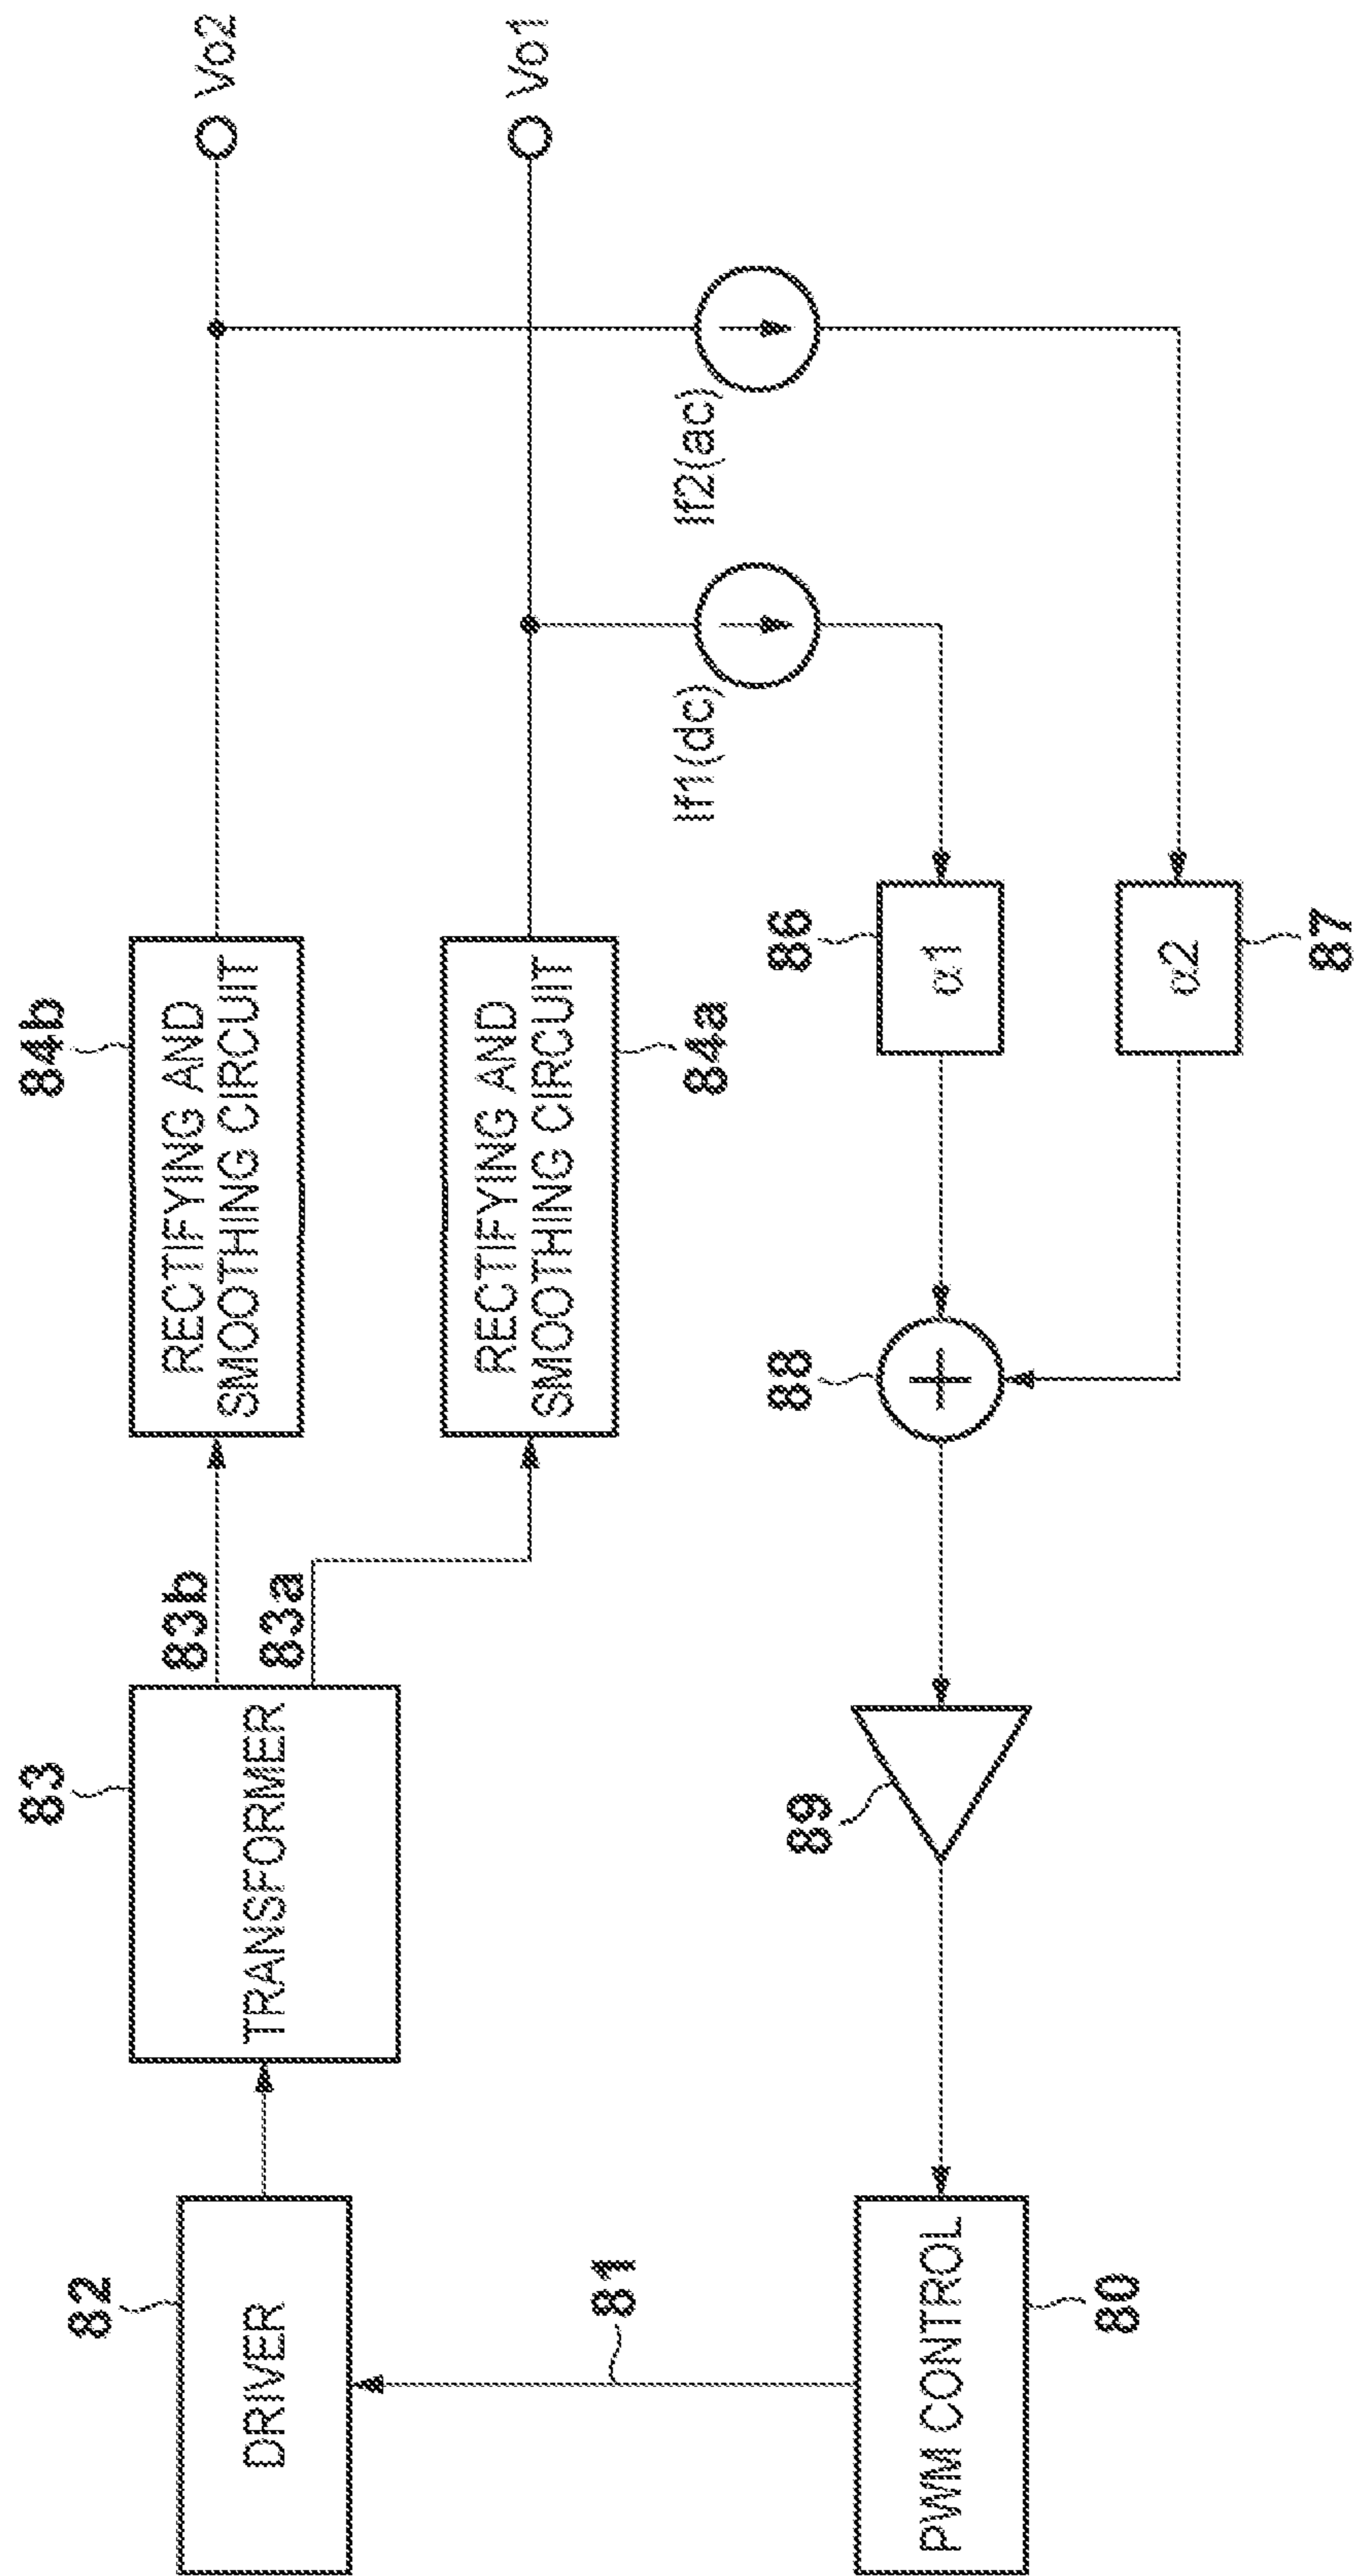 82
DRIVER
83
TRANSFORMER
83b
83a
84b
RECTIFYING AND
SMOOTHING CIRCUIT
Vo2
RECTIFYING AND
SMOOTHING CIRCUIT
84a
Vo1
81
If1(dc)
If2(ac)
PWM CONTROL
80
89
88
86
α1
α2
87